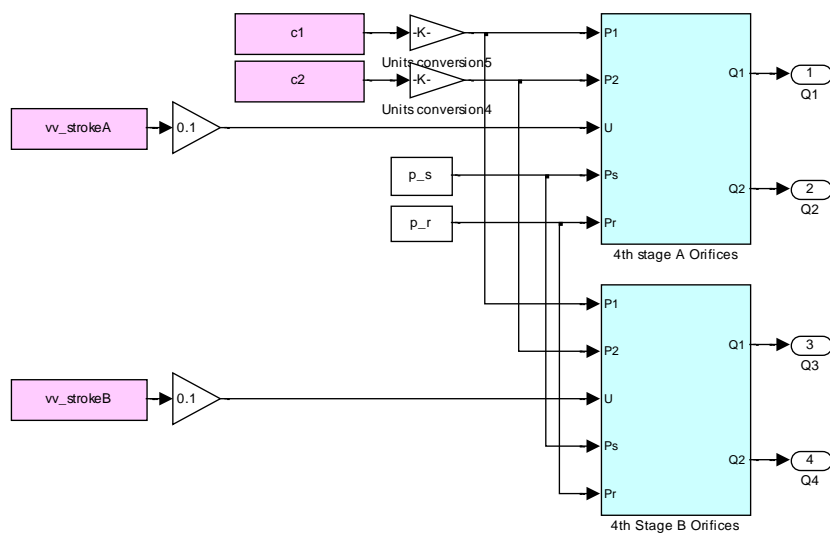 c1
-K-
Units conversion5
c2
-K-
Units conversion4
vv_strokeA
0.1
p_s
p_r
P1
P2
U
Ps
Pr
Q1
Q2
4th stage A Orifices
1
Q1
2
Q2
vv_strokeB
0.1
P1
P2
U
Ps
Pr
Q1
Q2
4th Stage B Orifices
3
Q3
4
Q4